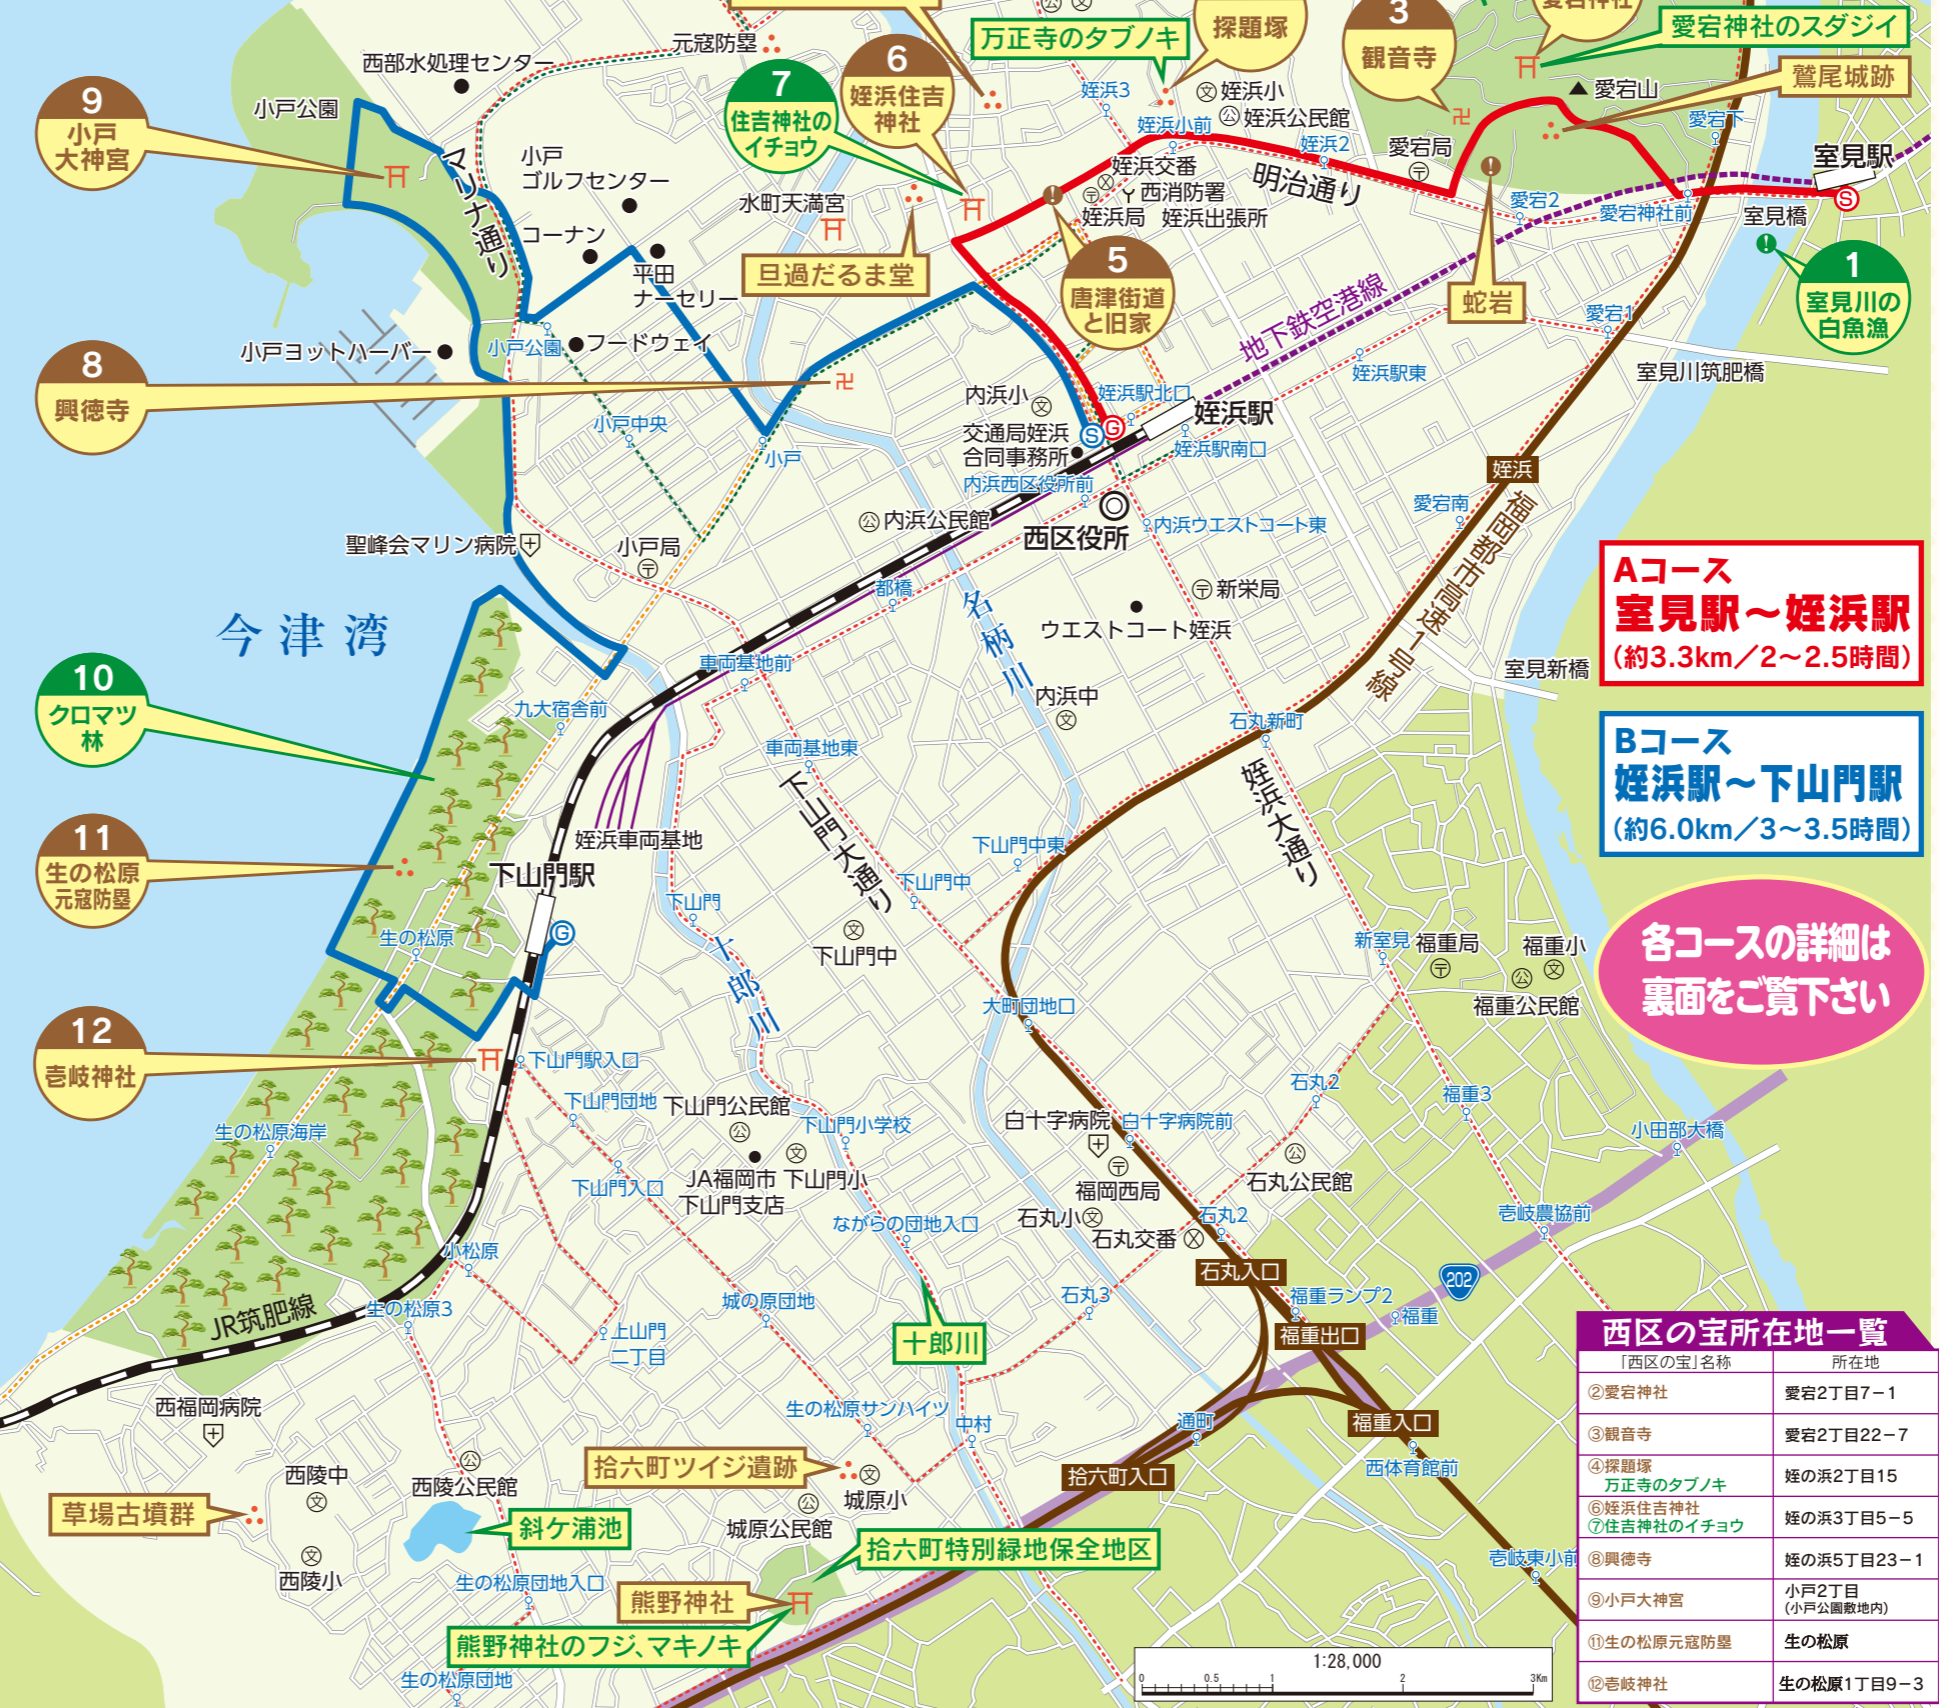 元寇防塁
西部水処理センター
小戸公園
9
小戸
大神宮
マリナ通り
小戸
ゴルフセンター
コーナン
平田
ナーセリー
水町天満宮
7
住吉神社の
イチョウ
6
姪浜住吉
神社
万正寺のタブノキ
探題塚
3
観音寺
愛宕神社
愛宕神社のスダジイ
鷲尾城跡
愛宕山
姪浜3
姪浜小
姪浜公民館
姪浜小前
姪浜2
愛宕局
愛宕下
室見駅
S
姪浜交番
西消防署
姪浜局
姪浜出張所
明治通り
愛宕2
愛宕神社前
室見橋
1
室見川の
白魚漁
旦過だるま堂
5
唐津街道
と旧家
蛇岩
地下鉄空港線
愛宕1
室見川筑肥橋
小戸ヨットハーバー
小戸公園
フードウェイ
8
興徳寺
小戸中央
小戸
内浜小
姪浜駅北口
姪浜駅東
交通局姪浜
合同事務所
S
G
姪浜駅
姪浜駅南口
内浜西区役所前
姪浜
愛宕南
福岡都市高速1号線
内浜公民館
西区役所
内浜ウエストコート東
聖峰会マリン病院
小戸局
都橋
新栄局
ウエストコート姪浜
名柄川
今津湾
Aコース
室見駅～姪浜駅
(約3.3km／2～2.5時間)
Bコース
姪浜駅～下山門駅
(約6.0km／3～3.5時間)
各コースの詳細は
裏面をご覧下さい
室見新橋
10
クロマツ
林
九大宿舎前
車両基地前
車両基地東
内浜中
石丸新町
姪浜大通り
下山門大通り
姪浜車両基地
11
生の松原
元寇防塁
下山門駅
G
下山門
下山門中東
下山門中
下山門中
生の松原
十郎川
新室見
福重局
福重小
福重公民館
大町団地口
12
壱岐神社
下山門駅入口
下山門団地
下山門公民館
下山門小学校
生の松原海岸
下山門入口
JA福岡市
下山門支店
下山門小
白十字病院
白十字病院前
福岡西局
石丸2
福重3
小田部大橋
石丸公民館
石丸小
石丸交番
石丸2
壱岐農協前
ながらの団地入口
小松原
石丸入口
202
福重ランプ2
福重
福重出口
石丸3
城の原団地
十郎川
JR筑肥線
生の松原3
上山門
二丁目
西福岡病院
生の松原サンハイツ
中村
通町
福重入口
西体育館前
拾六町入口
拾六町ツイジ遺跡
城原小
城原公民館
西陵中
西陵公民館
草場古墳群
斜ケ浦池
西陵小
拾六町特別緑地保全地区
生の松原団地入口
熊野神社
熊野神社のフジ、マキノキ
生の松原団地
壱岐東小前
1:28,000
0 0.5 1 2 3Km
西区の宝所在地一覧
「西区の宝」名称 所在地
②愛宕神社 愛宕2丁目7－1
③観音寺 愛宕2丁目22－7
④探題塚
万正寺のタブノキ 姪の浜2丁目15
⑥姪浜住吉神社
⑦住吉神社のイチョウ 姪の浜3丁目5－5
⑧興徳寺 姪の浜5丁目23－1
⑨小戸大神宮 小戸2丁目
(小戸公園敷地内)
⑪生の松原元寇防塁 生の松原
⑫壱岐神社 生の松原1丁目9－3